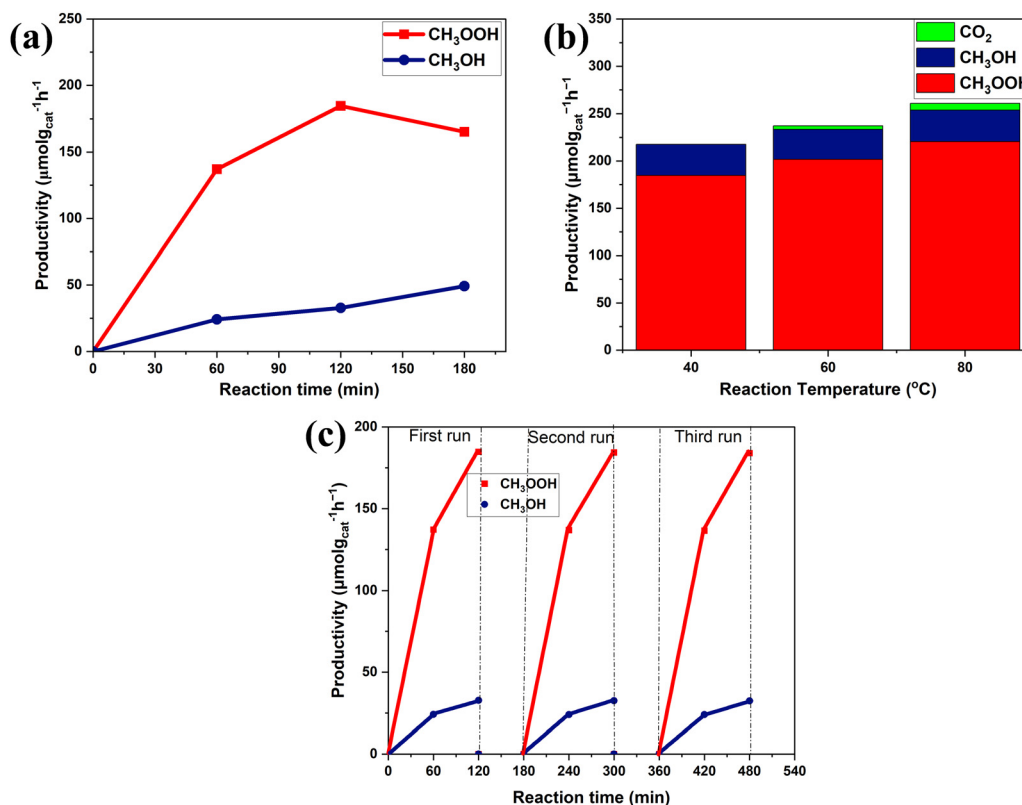 (a)
CH₃OOH
CH₃OH
Productivity (μmolg_cat⁻¹h⁻¹)
250
200
150
100
50
0
0 30 60 90 120 150 180
Reaction time (min)
(b)
CO₂
CH₃OH
CH₃OOH
Productivity (μmolg_cat⁻¹h⁻¹)
350
300
250
200
150
100
50
0
40 60 80
Reaction Temperature (°C)
(c)
First run Second run Third run
CH₃OOH
CH₃OH
Productivity (μmolg_cat⁻¹h⁻¹)
200
150
100
50
0
0 60 120 180 240 300 360 420 480 540
Reaction time (min)